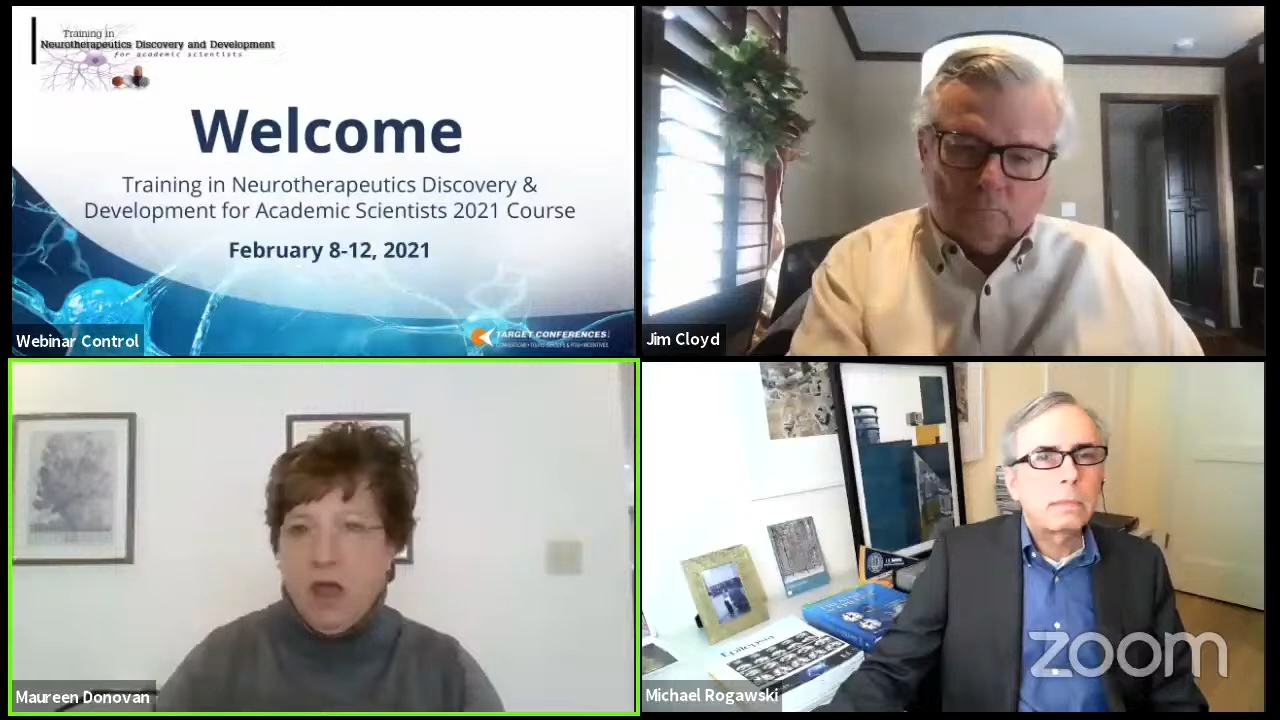 Training in
Neurotherapeutics Discovery and Development
for academic scientists
Welcome
Training in Neurotherapeutics Discovery &
Development for Academic Scientists 2021 Course
February 8-12, 2021
TARGET CONFERENCES
Webinar Control
Jim Cloyd
Maureen Donovan
Epilepsia
Michael Rogawski
zoom